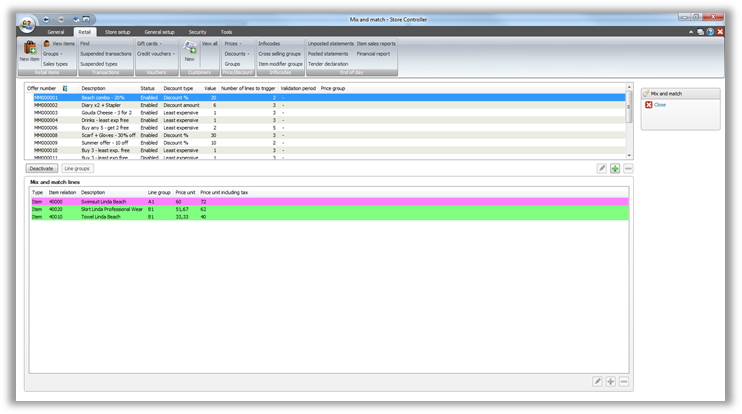 Mix and match - Store Controller
General Retail Store setup General setup Security Tools
New item View items Groups Sales types Retail items
Find Suspended transactions Suspended types Transactions
Gift cards Credit vouchers Vouchers
New View all Customers
Prices Discounts Groups Price/discount
Infocodes Cross selling groups Item modifier groups Infocodes
Unposted statements Item sales reports Posted statements Financial report Tender declaration End of day
Offer number Description Status Discount type Value Number of lines to trigger Validation period Price group
MM000001 Beach combo - 20% Enabled Discount % 20 2 -
MM000002 Diary x2 + Stapler Enabled Discount amount 6 3 -
MM000003 Gouda Cheese - 3 for 2 Enabled Least expensive 1 3 -
MM000004 Drinks - least exp free Enabled Least expensive 1 3 -
MM000006 Buy any 5 - get 2 free Enabled Least expensive 2 5 -
MM000008 Scarf + Gloves - 30% off Enabled Discount % 30 2 -
MM000009 Summer offer - 10 off Enabled Discount % 10 2 -
MM000010 Buy 3 - least exp. free Enabled Least expensive 1 3 -
MM000011 Buy 3 - least exp free Disabled Least expensive 1 3 -
Mix and match
Close
Deactivate Line groups
Mix and match lines
Type Item relation Description Line group Price unit Price unit including tax
Item 40000 Swimsuit Linda Beach A1 60 72
Item 40020 Skirt Linda Professional Wear B1 51,67 62
Item 40010 Towel Linda Beach B1 33,33 40